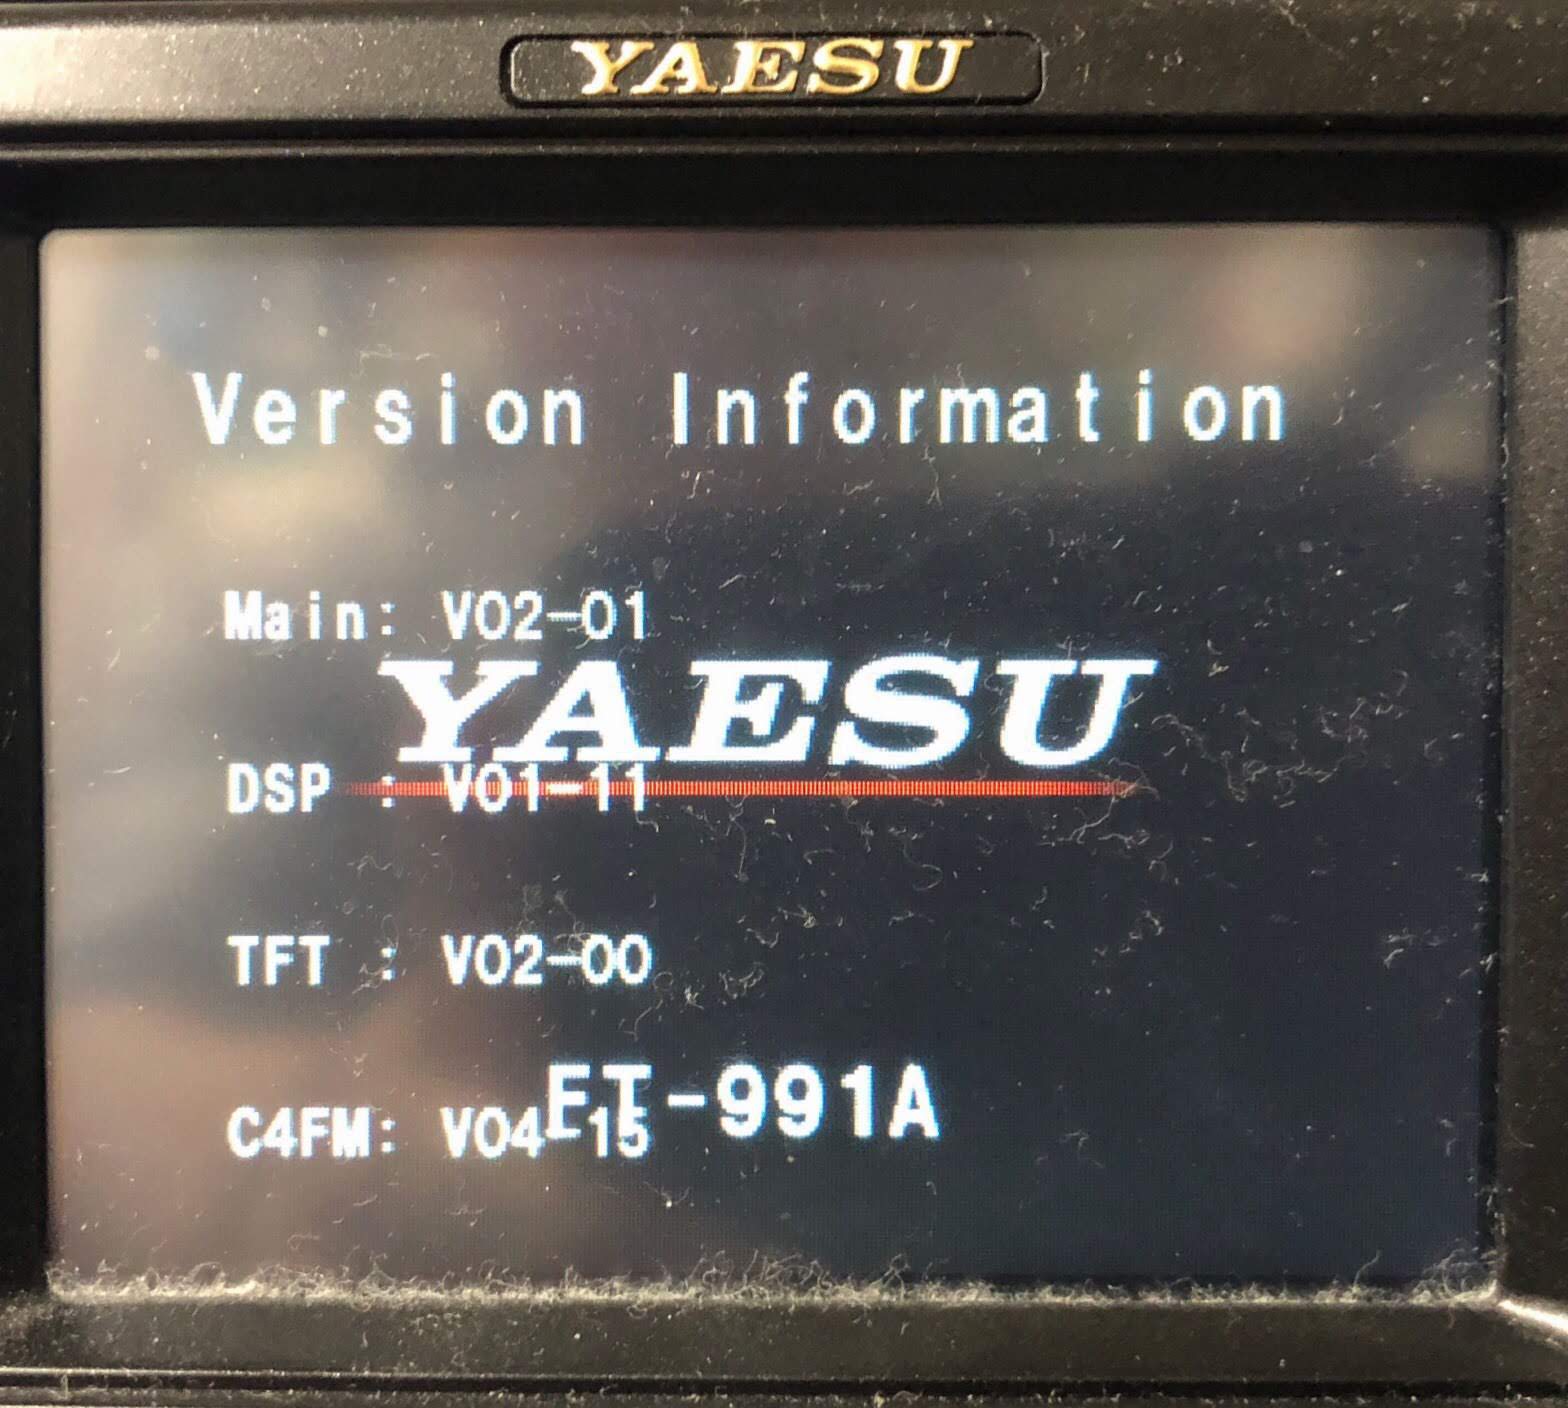 YAESU
Version Information
Main: V02-01
YAESU
DSP : V01-11
TFT : V02-00
FT-991A
C4FM: V04-15